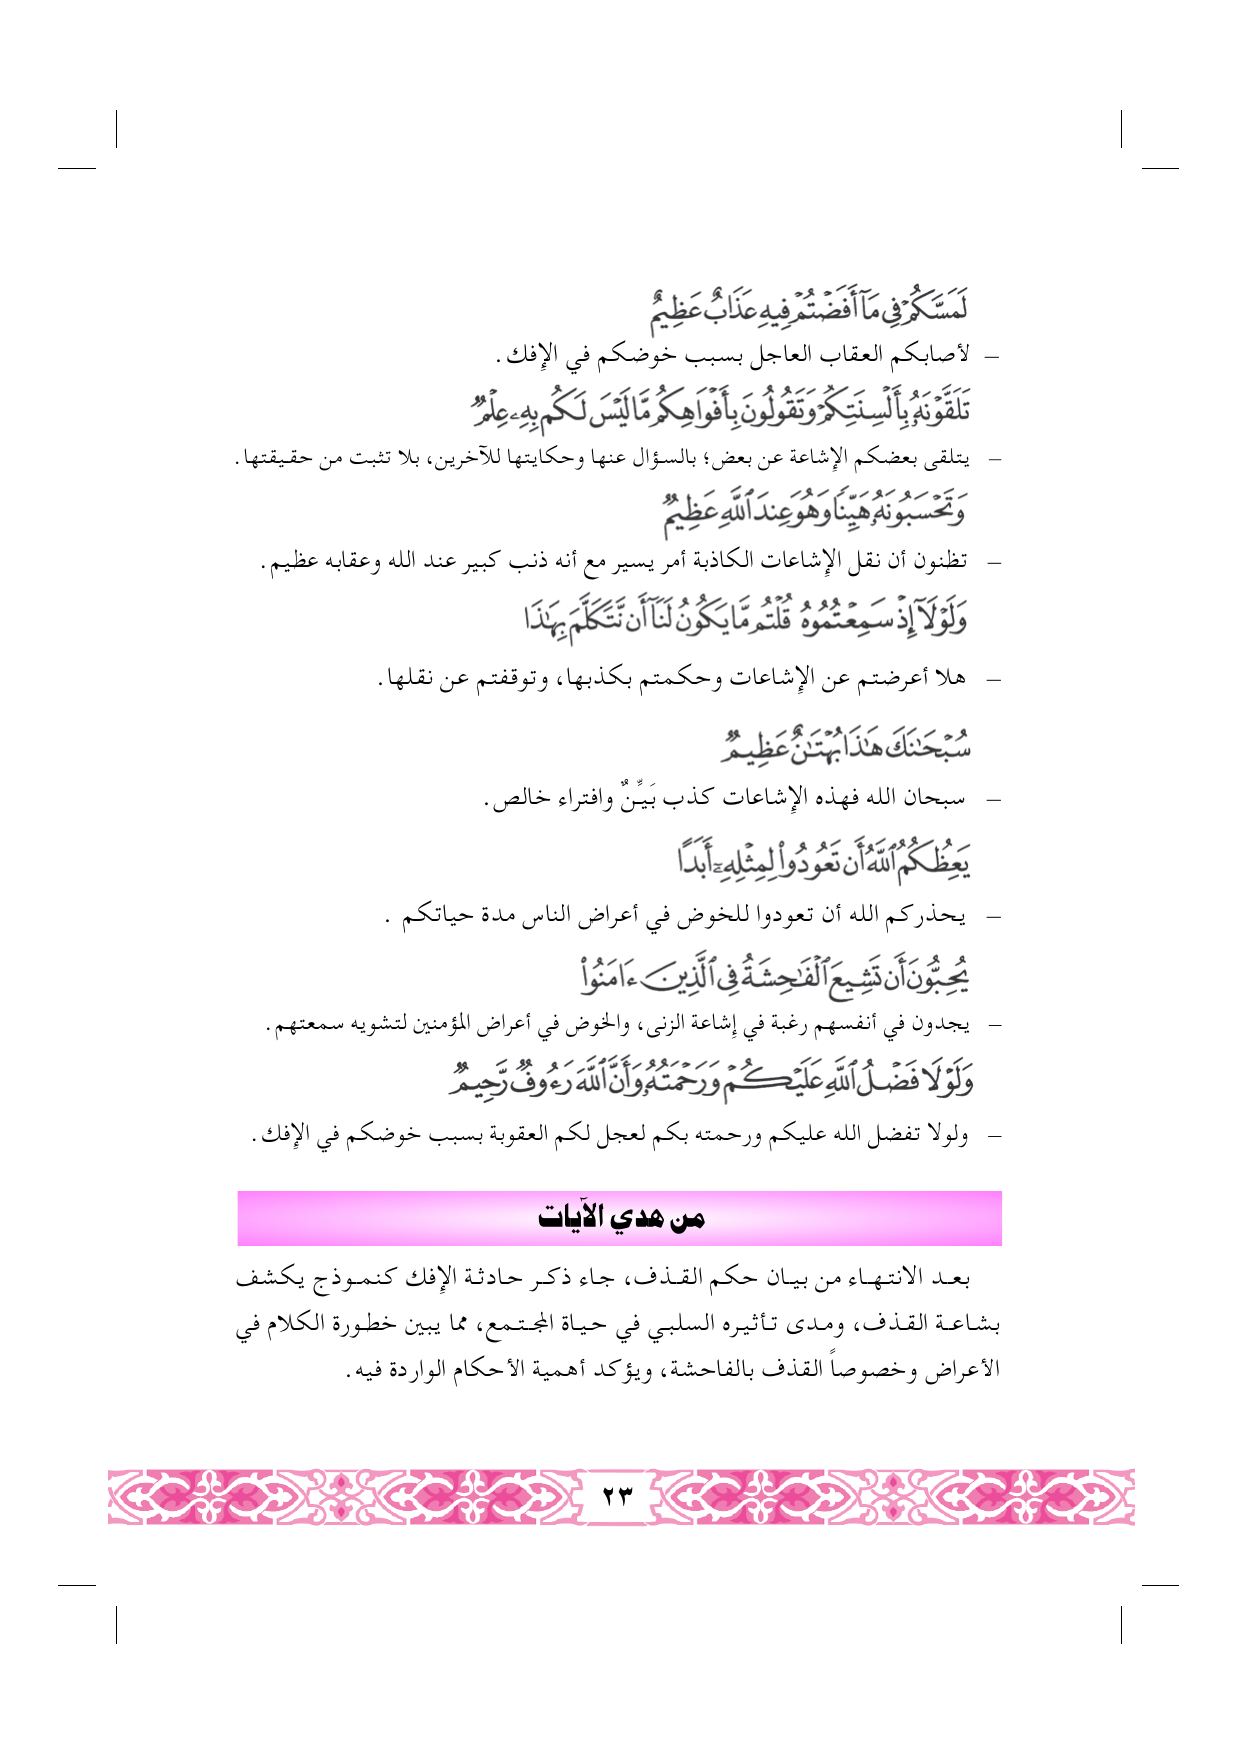 لَمَسَّكُمْ فِي مَآ أَفَضْتُمْ فِيهِ عَذَابٌ عَظِيمٌ
– لأصابكم العقاب العاجل بسبب خوضكم في الإفك.
تَلَقَّوْنَهُۥ بِأَلْسِنَتِكُمْ وَتَقُولُونَ بِأَفْوَاهِكُم مَّا لَيْسَ لَكُم بِهِۦ عِلْمٌ
– يتلقى بعضكم الإشاعة عن بعض؛ بالسؤال عنها وحكايتها للآخرين، بلا تثبت من حقيقتها.
وَتَحْسَبُونَهُۥ هَيِّنًا وَهُوَ عِندَ ٱللَّهِ عَظِيمٌ
– تظنون أن نقل الإشاعات الكاذبة أمر يسير مع أنه ذنب كبير عند الله وعقابه عظيم.
وَلَوْلَآ إِذْ سَمِعْتُمُوهُ قُلْتُم مَّا يَكُونُ لَنَآ أَن نَّتَكَلَّمَ بِهَٰذَا
– هلا أعرضتم عن الإشاعات وحكمتم بكذبها، وتوقفتم عن نقلها.
سُبْحَٰنَكَ هَٰذَا بُهْتَٰنٌ عَظِيمٌ
– سبحان الله فهذه الإشاعات كذب بَيِّنٌ وافتراء خالص.
يَعِظُكُمُ ٱللَّهُ أَن تَعُودُوا۟ لِمِثْلِهِۦٓ أَبَدًا
– يحذركم الله أن تعودوا للخوض في أعراض الناس مدة حياتكم .
يُحِبُّونَ أَن تَشِيعَ ٱلْفَٰحِشَةُ فِي ٱلَّذِينَ ءَامَنُوا۟
– يجدون في أنفسهم رغبة في إشاعة الزنى، والخوض في أعراض المؤمنين لتشويه سمعتهم.
وَلَوْلَا فَضْلُ ٱللَّهِ عَلَيْكُمْ وَرَحْمَتُهُۥ وَأَنَّ ٱللَّهَ رَءُوفٌ رَّحِيمٌ
– ولولا تفضل الله عليكم ورحمته بكم لعجل لكم العقوبة بسبب خوضكم في الإفك.
من هدي الآيات
بعد الانتهاء من بيان حكم القذف، جاء ذكر حادثة الإفك كنموذج يكشف
بشاعة القذف، ومدى تأثيره السلبي في حياة المجتمع، مما يبين خطورة الكلام في
الأعراض وخصوصاً القذف بالفاحشة، ويؤكد أهمية الأحكام الواردة فيه.
٢٣